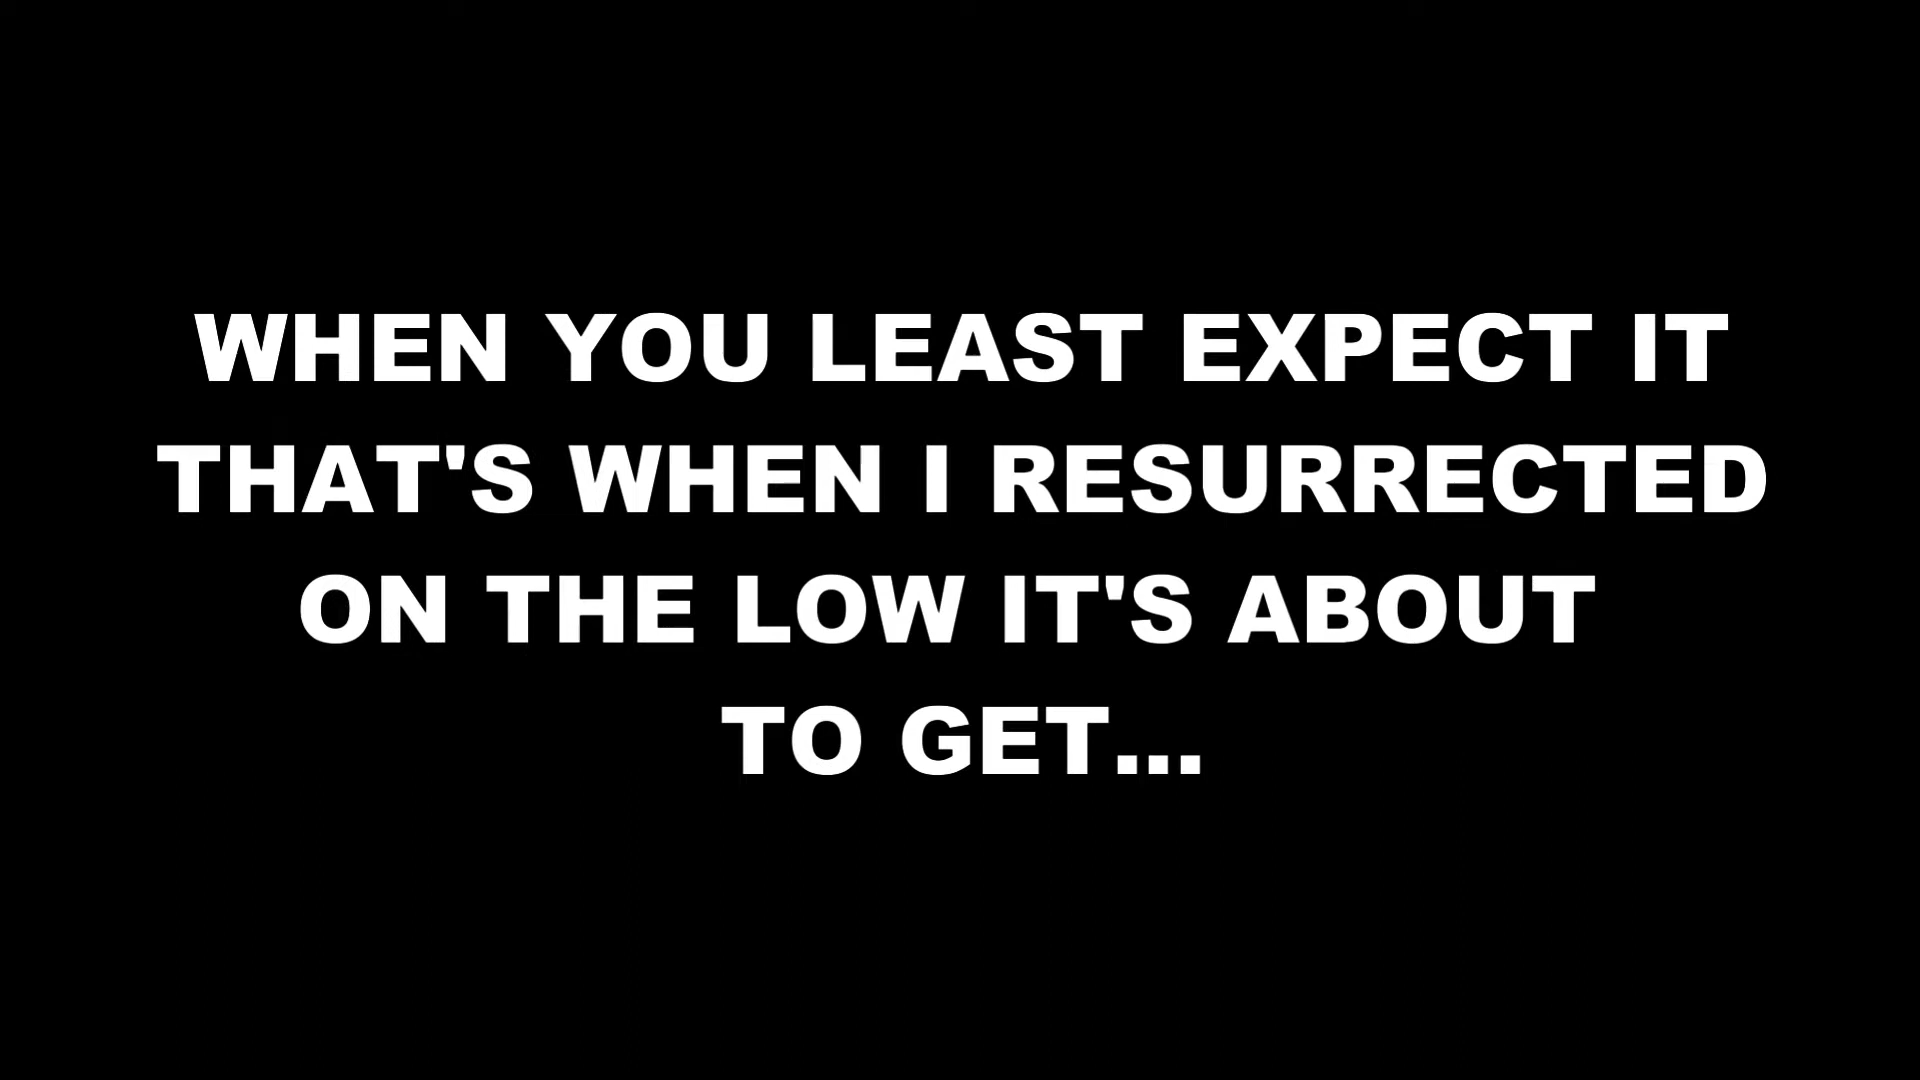 WHEN YOU LEAST EXPECT IT
THAT'S WHEN I RESURRECTED
ON THE LOW IT'S ABOUT
TO GET...